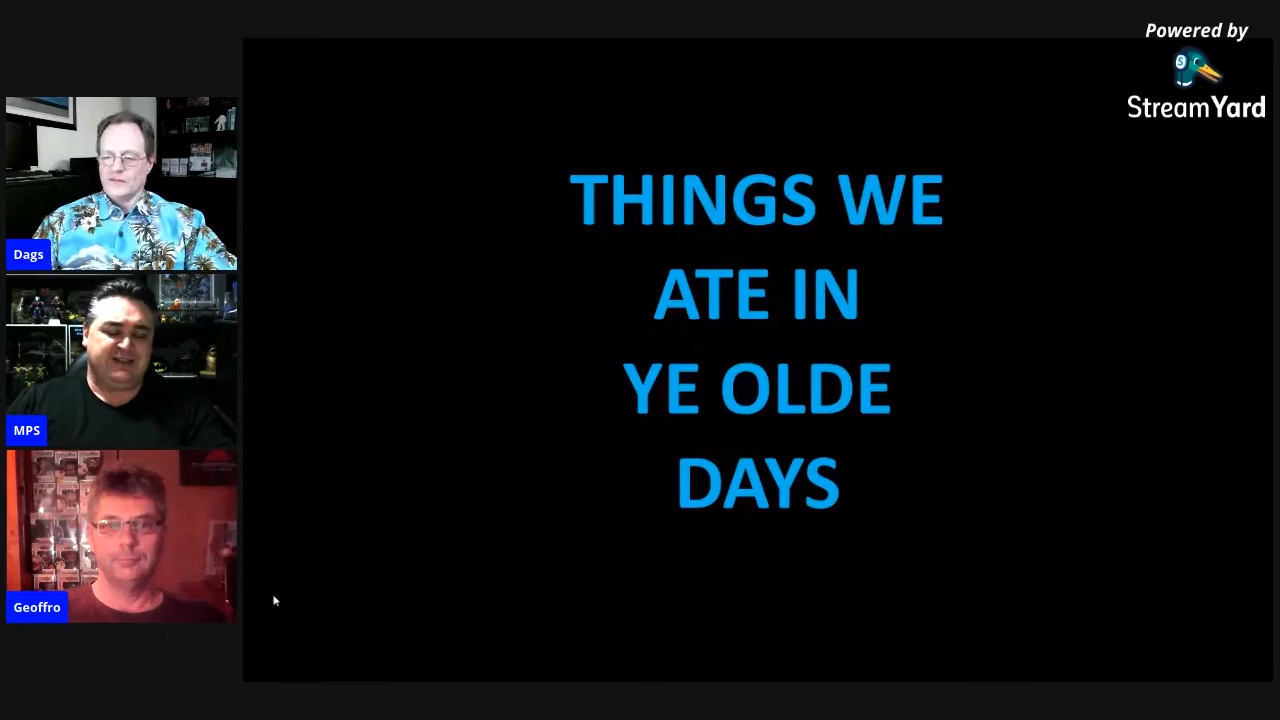 Powered by
StreamYard
THINGS WE
ATE IN
YE OLDE
DAYS
Dags
MPS
Geoffro